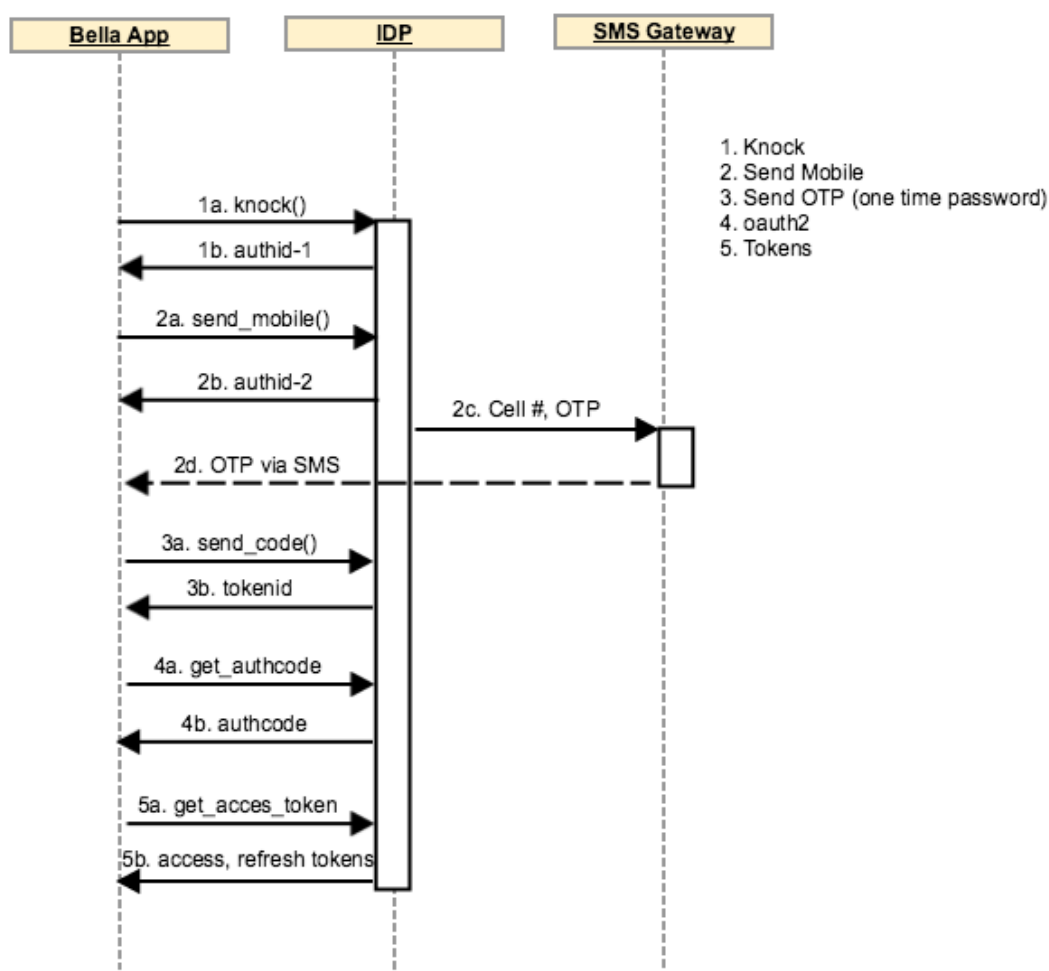 Bella App
IDP
SMS Gateway
1. Knock
2. Send Mobile
3. Send OTP (one time password)
4. oauth2
5. Tokens
1a. knock()
1b. authid-1
2a. send_mobile()
2b. authid-2
2c. Cell #, OTP
2d. OTP via SMS
3a. send_code()
3b. tokenid
4a. get_authcode
4b. authcode
5a. get_acces_token
5b. access, refresh tokens